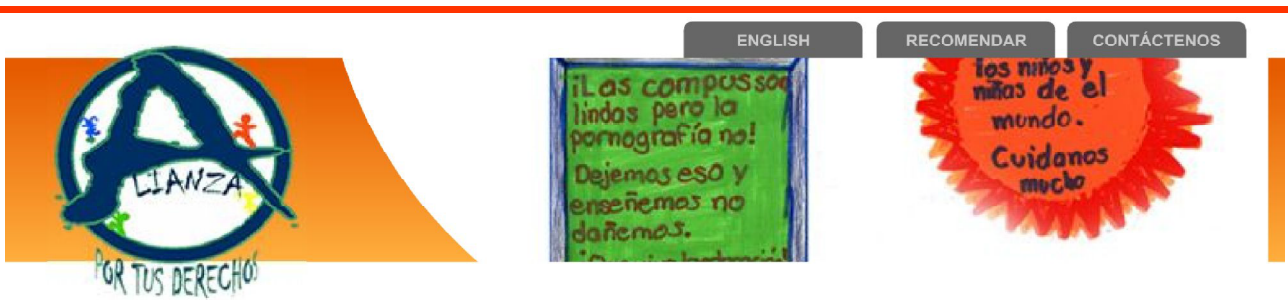 ENGLISH
RECOMENDAR
CONTÁCTENOS
ALIANZA
POR TUS DERECHOS
¡Las compus son
lindas pero la
pornografía no!
Dejemos eso y
enseñemos no
dañemos.
los niños y
niñas de el
mundo.
Cuidanos
mucho